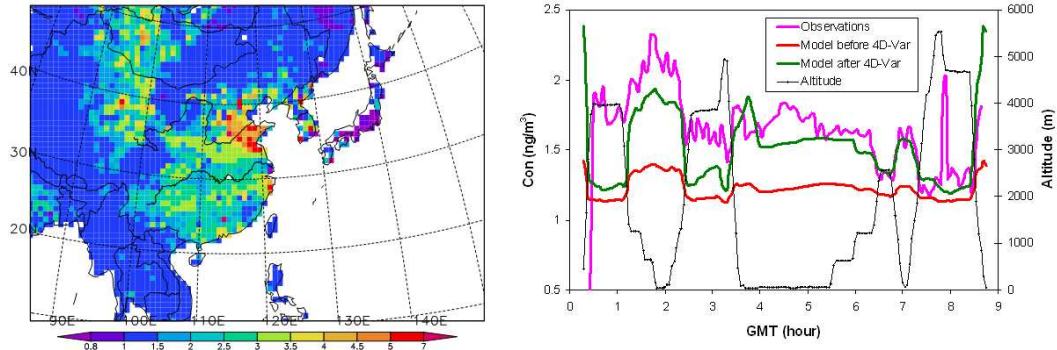 40N
30N
20N
90E 100E 110E 120E 130E 140E
0.8 1 1.5 2 2.5 3 3.5 4 4.5 5 7
2.5
2
1.5
1
0.5
Con (ng/m³)
Observations
Model before 4D-Var
Model after 4D-Var
Altitude
6000
5000
4000
3000
2000
1000
0
Altitude (m)
0 1 2 3 4 5 6 7 8 9
GMT (hour)